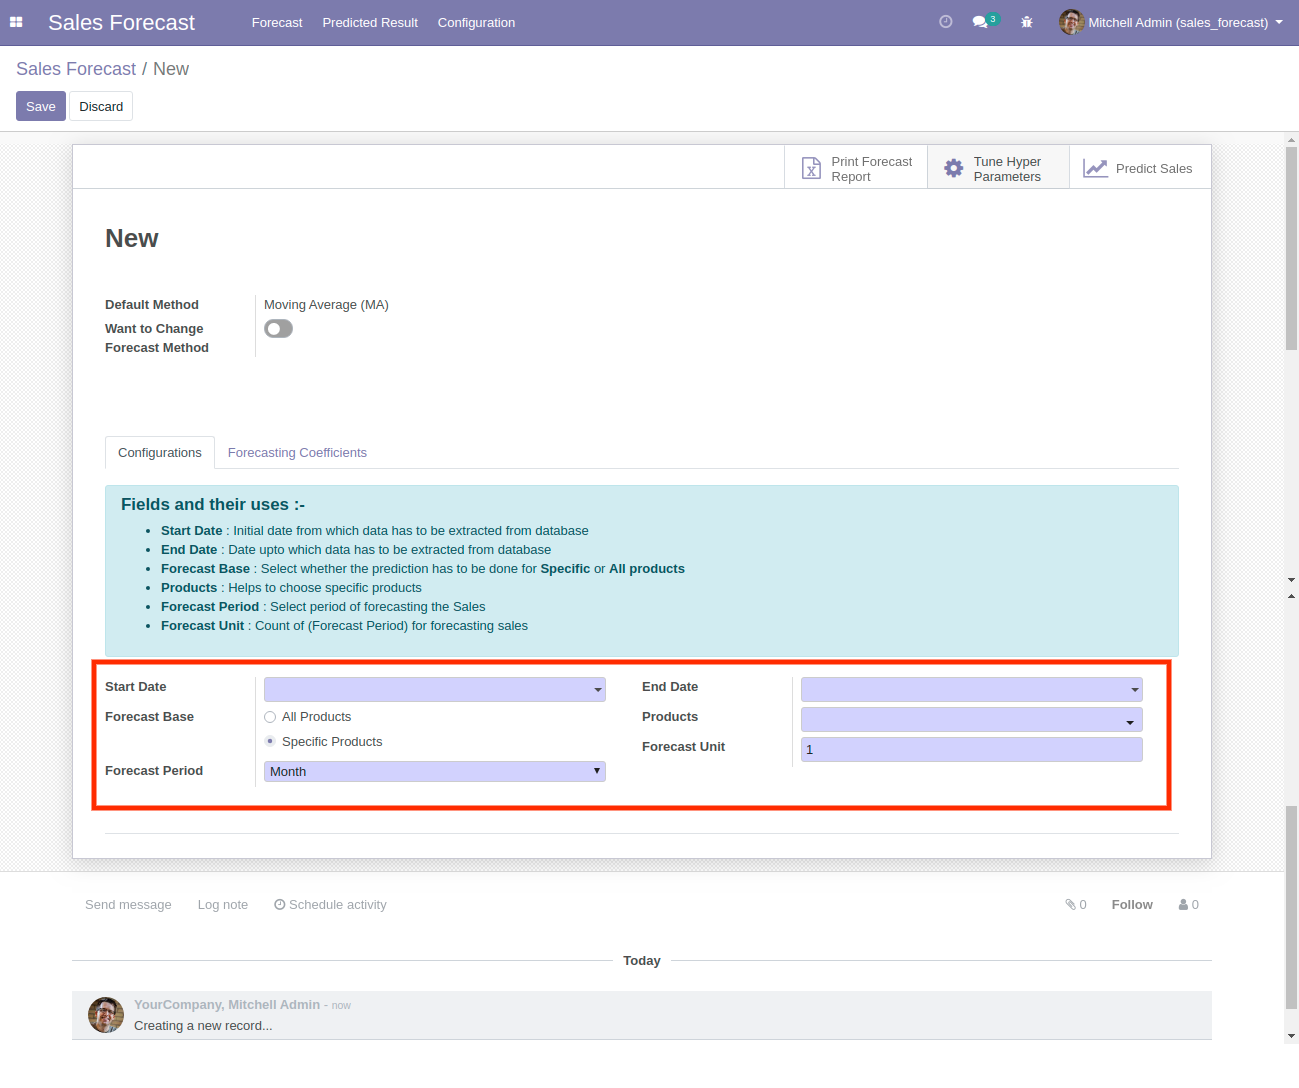 Sales Forecast Forecast Predicted Result Configuration 3 Mitchell Admin (sales_forecast)
Sales Forecast / New
Save Discard
Print Forecast Report
Tune Hyper Parameters
Predict Sales
New
Default Method Moving Average (MA)
Want to Change
Forecast Method
Configurations Forecasting Coefficients
Fields and their uses :-
• Start Date : Initial date from which data has to be extracted from database
• End Date : Date upto which data has to be extracted from database
• Forecast Base : Select whether the prediction has to be done for Specific or All products
• Products : Helps to choose specific products
• Forecast Period : Select period of forecasting the Sales
• Forecast Unit : Count of (Forecast Period) for forecasting sales
Start Date End Date
Forecast Base All Products Products
Specific Products
Forecast Unit 1
Forecast Period Month
Send message Log note Schedule activity 0 Follow 0
Today
YourCompany, Mitchell Admin - now
Creating a new record...